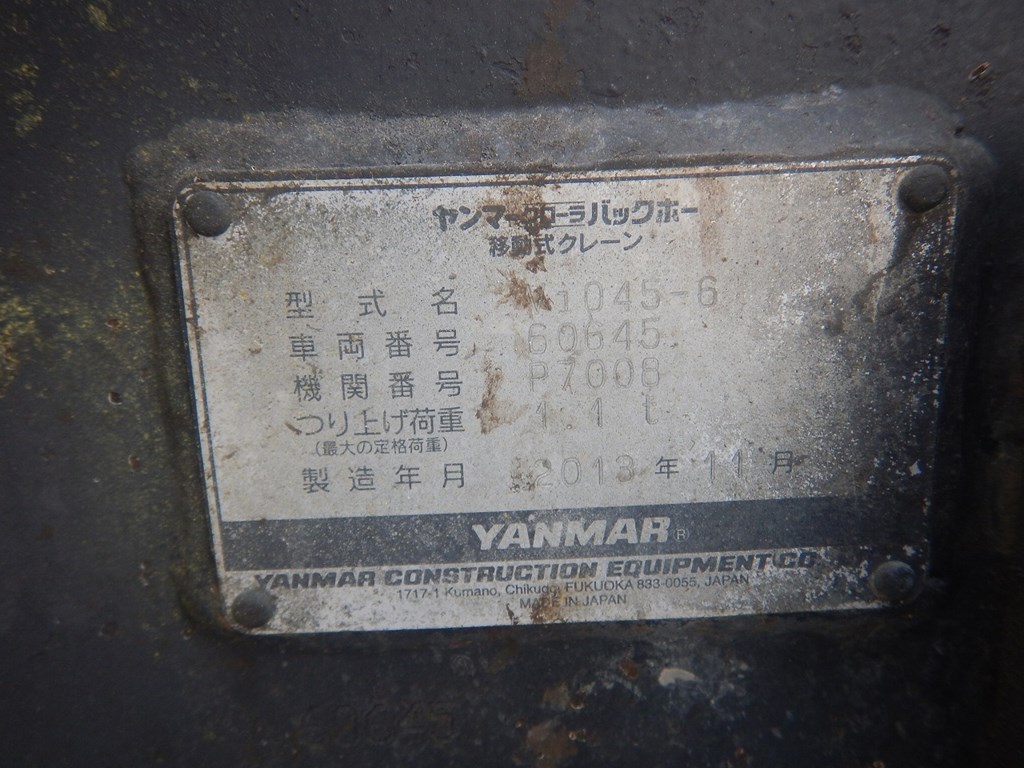 ヤンマークローラバックホー
移動式クレーン
型式名 Vio45-6
車両番号 60645
機関番号 P7008
つり上げ荷重 1.1 t
(最大の定格荷重)
製造年月 2013年11月
YANMAR ®
YANMAR CONSTRUCTION EQUIPMENT CO
1717-1 Kumano, Chikugo, FUKUOKA 833-0055, JAPAN
MADE IN JAPAN